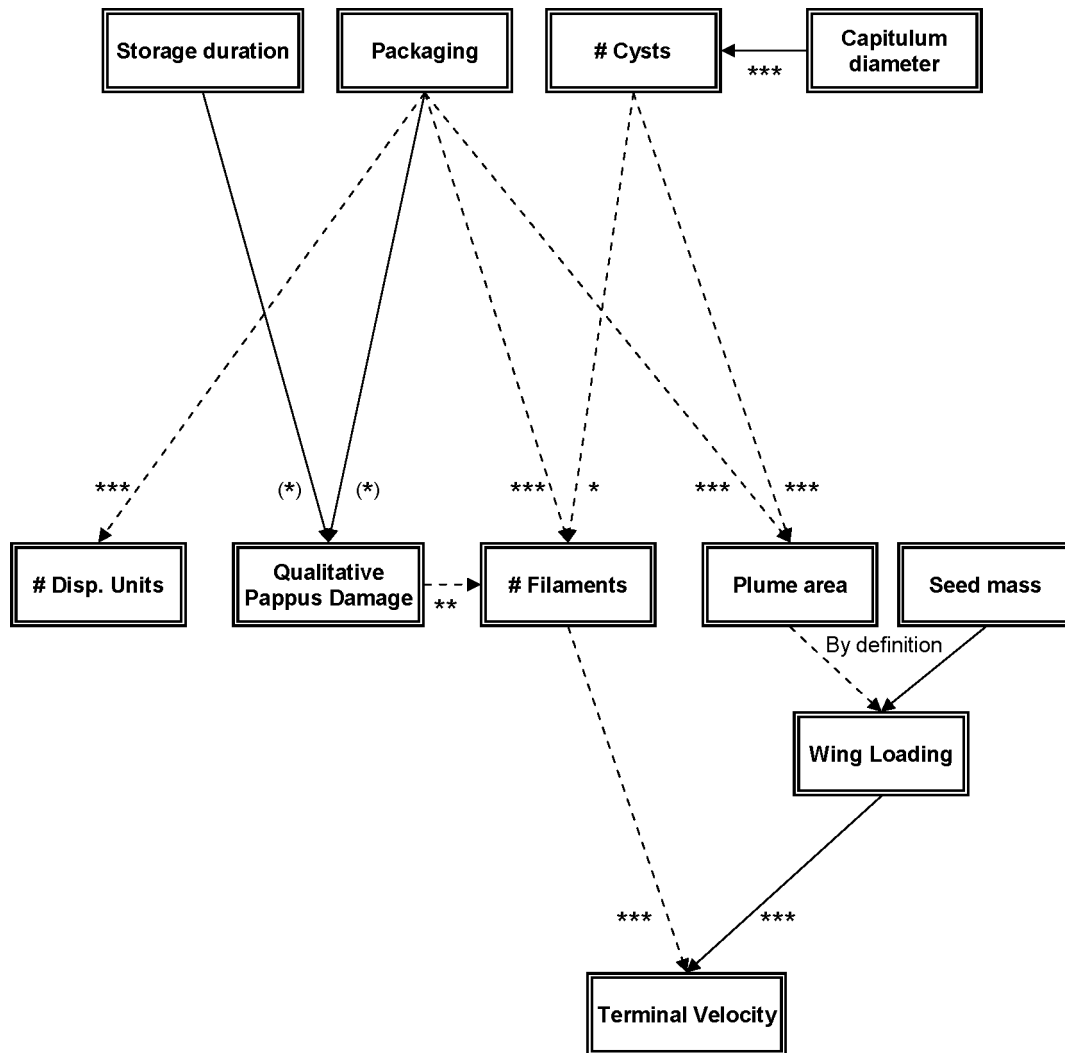 Storage duration
Packaging
# Cysts
Capitulum
diameter
***
***
(*)
(*)
***
*
***
***
# Disp. Units
Qualitative
Pappus Damage
**
# Filaments
Plume area
Seed mass
By definition
Wing Loading
***
***
Terminal Velocity